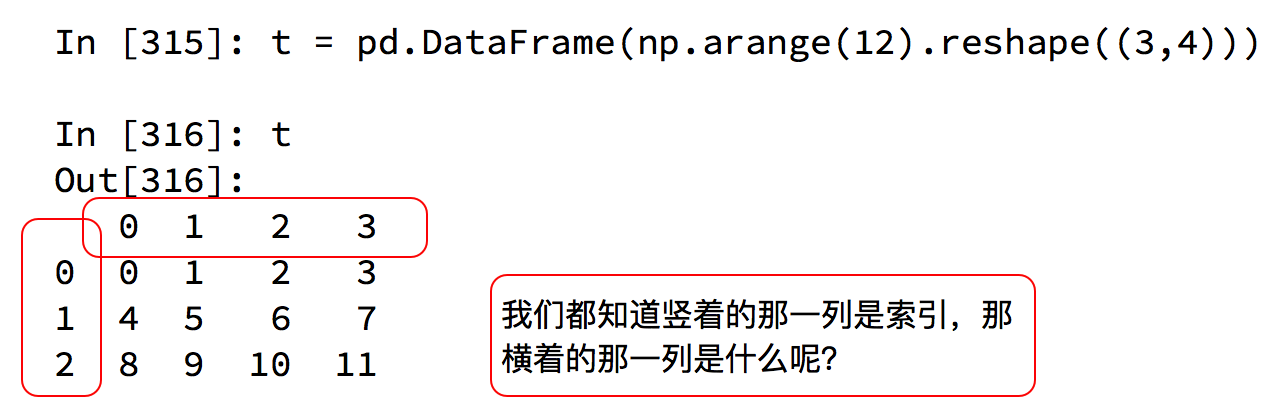 In [315]: t = pd.DataFrame(np.arange(12).reshape((3,4)))
In [316]: t
Out[316]:
0 1 2 3
0 0 1 2 3
1 4 5 6 7
2 8 9 10 11
我们都知道竖着的那一列是索引，那
横着的那一列是什么呢？